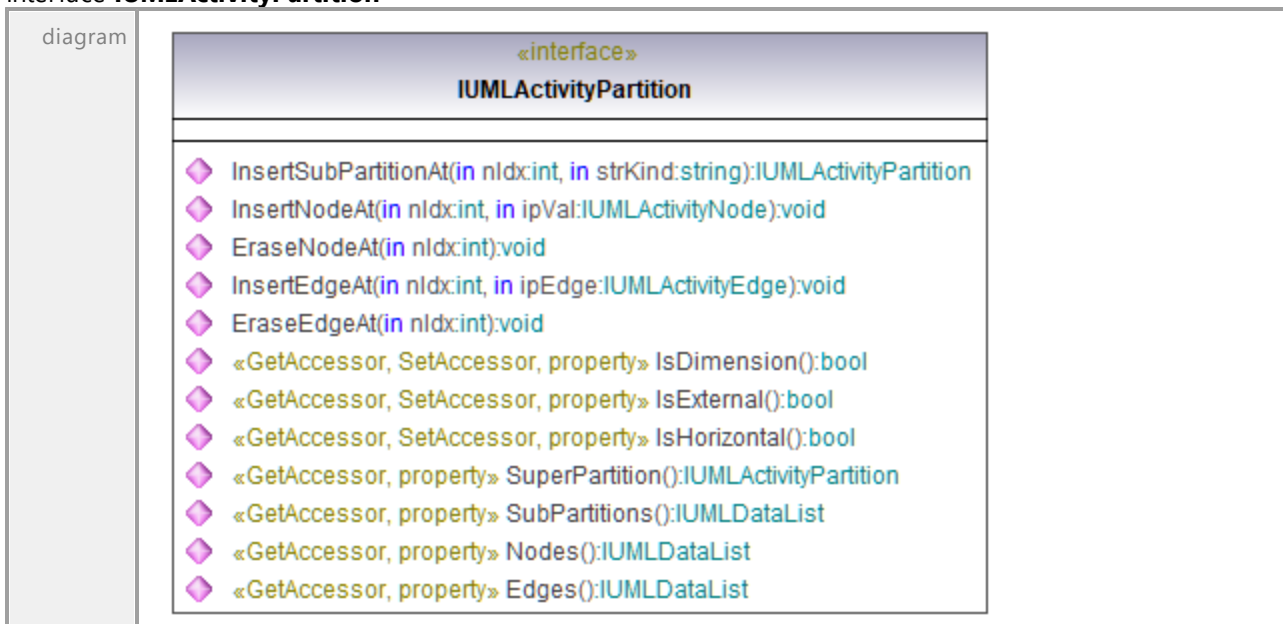 interface IUMLActivityPartition
diagram
«interface»
IUMLActivityPartition
InsertSubPartitionAt(in nIdx:int, in strKind:string):IUMLActivityPartition
InsertNodeAt(in nIdx:int, in ipVal:IUMLActivityNode):void
EraseNodeAt(in nIdx:int):void
InsertEdgeAt(in nIdx:int, in ipEdge:IUMLActivityEdge):void
EraseEdgeAt(in nIdx:int):void
«GetAccessor, SetAccessor, property» IsDimension():bool
«GetAccessor, SetAccessor, property» IsExternal():bool
«GetAccessor, SetAccessor, property» IsHorizontal():bool
«GetAccessor, property» SuperPartition():IUMLActivityPartition
«GetAccessor, property» SubPartitions():IUMLDataList
«GetAccessor, property» Nodes():IUMLDataList
«GetAccessor, property» Edges():IUMLDataList